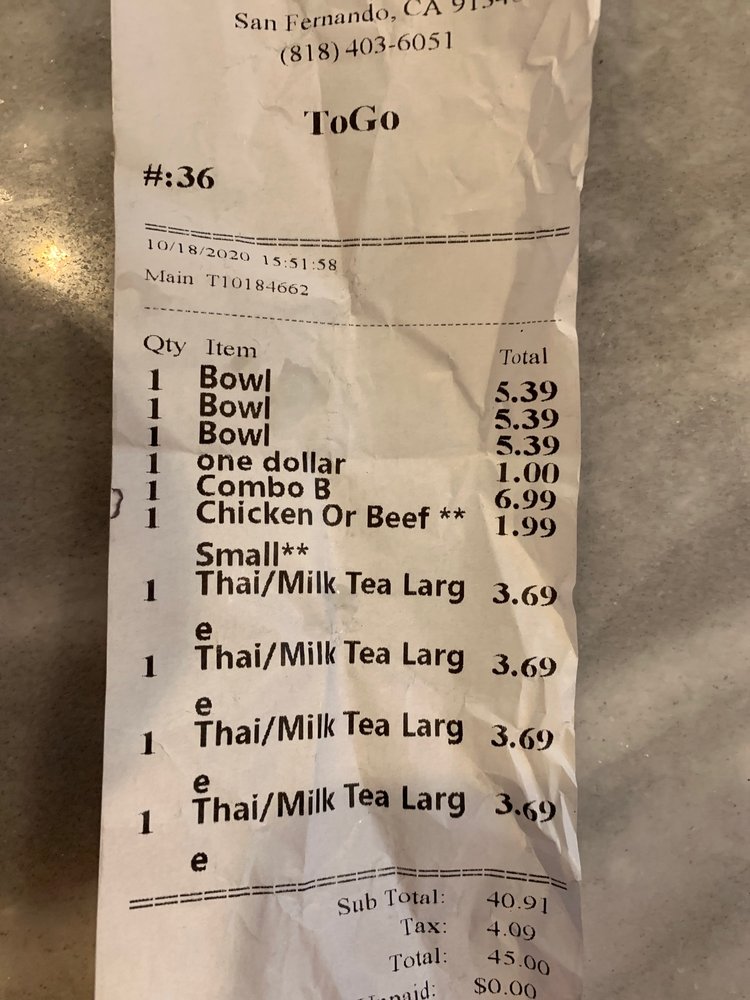 San Fernando, CA
(818) 403-6051
ToGo
#:36
10/18/2020 15:51:58
Main T10184662
Qty Item Total
1 Bowl 5.39
1 Bowl 5.39
1 Bowl 5.39
1 one dollar 1.00
1 Combo B 6.99
1 Chicken Or Beef ** 1.99
Small**
1 Thai/Milk Tea Larg 3.69
e
1 Thai/Milk Tea Larg 3.69
e
1 Thai/Milk Tea Larg 3.69
e
1 Thai/Milk Tea Larg 3.69
e
Sub Total: 40.91
Tax: 4.09
Total: 45.00
$0.00